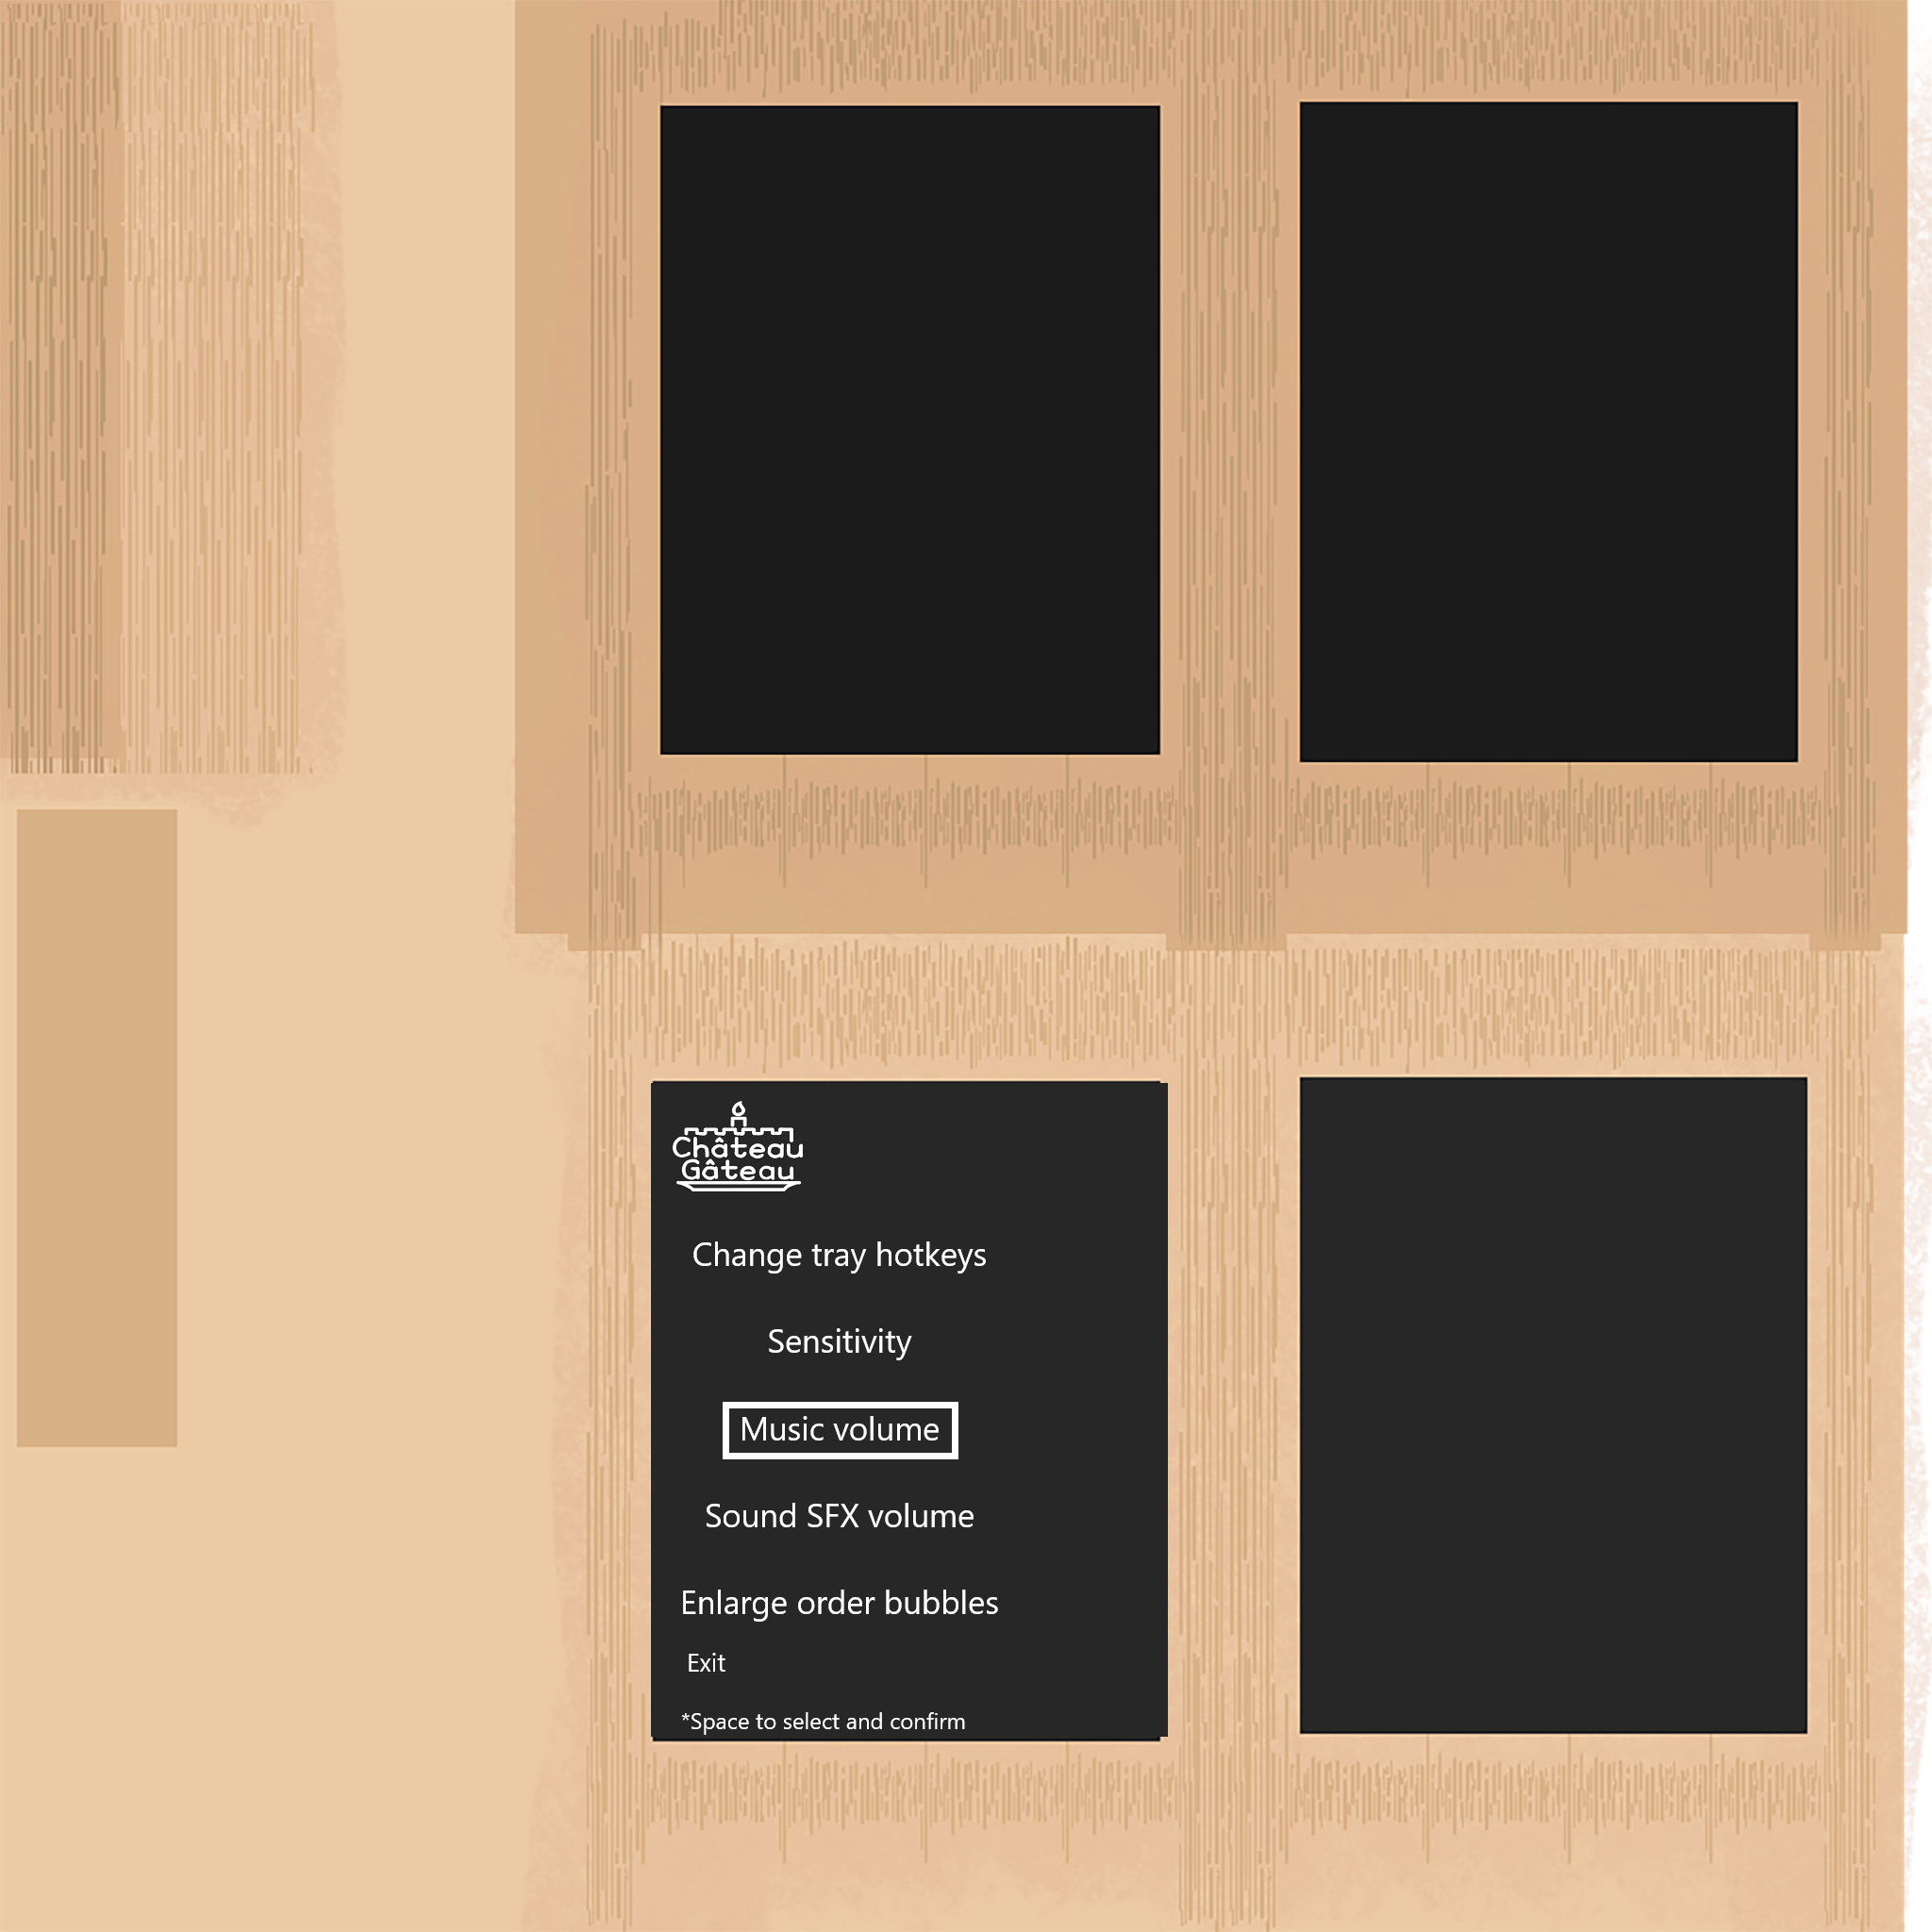 Château
Gâteau
Change tray hotkeys
Sensitivity
Music volume
Sound SFX volume
Enlarge order bubbles
Exit
*Space to select and confirm